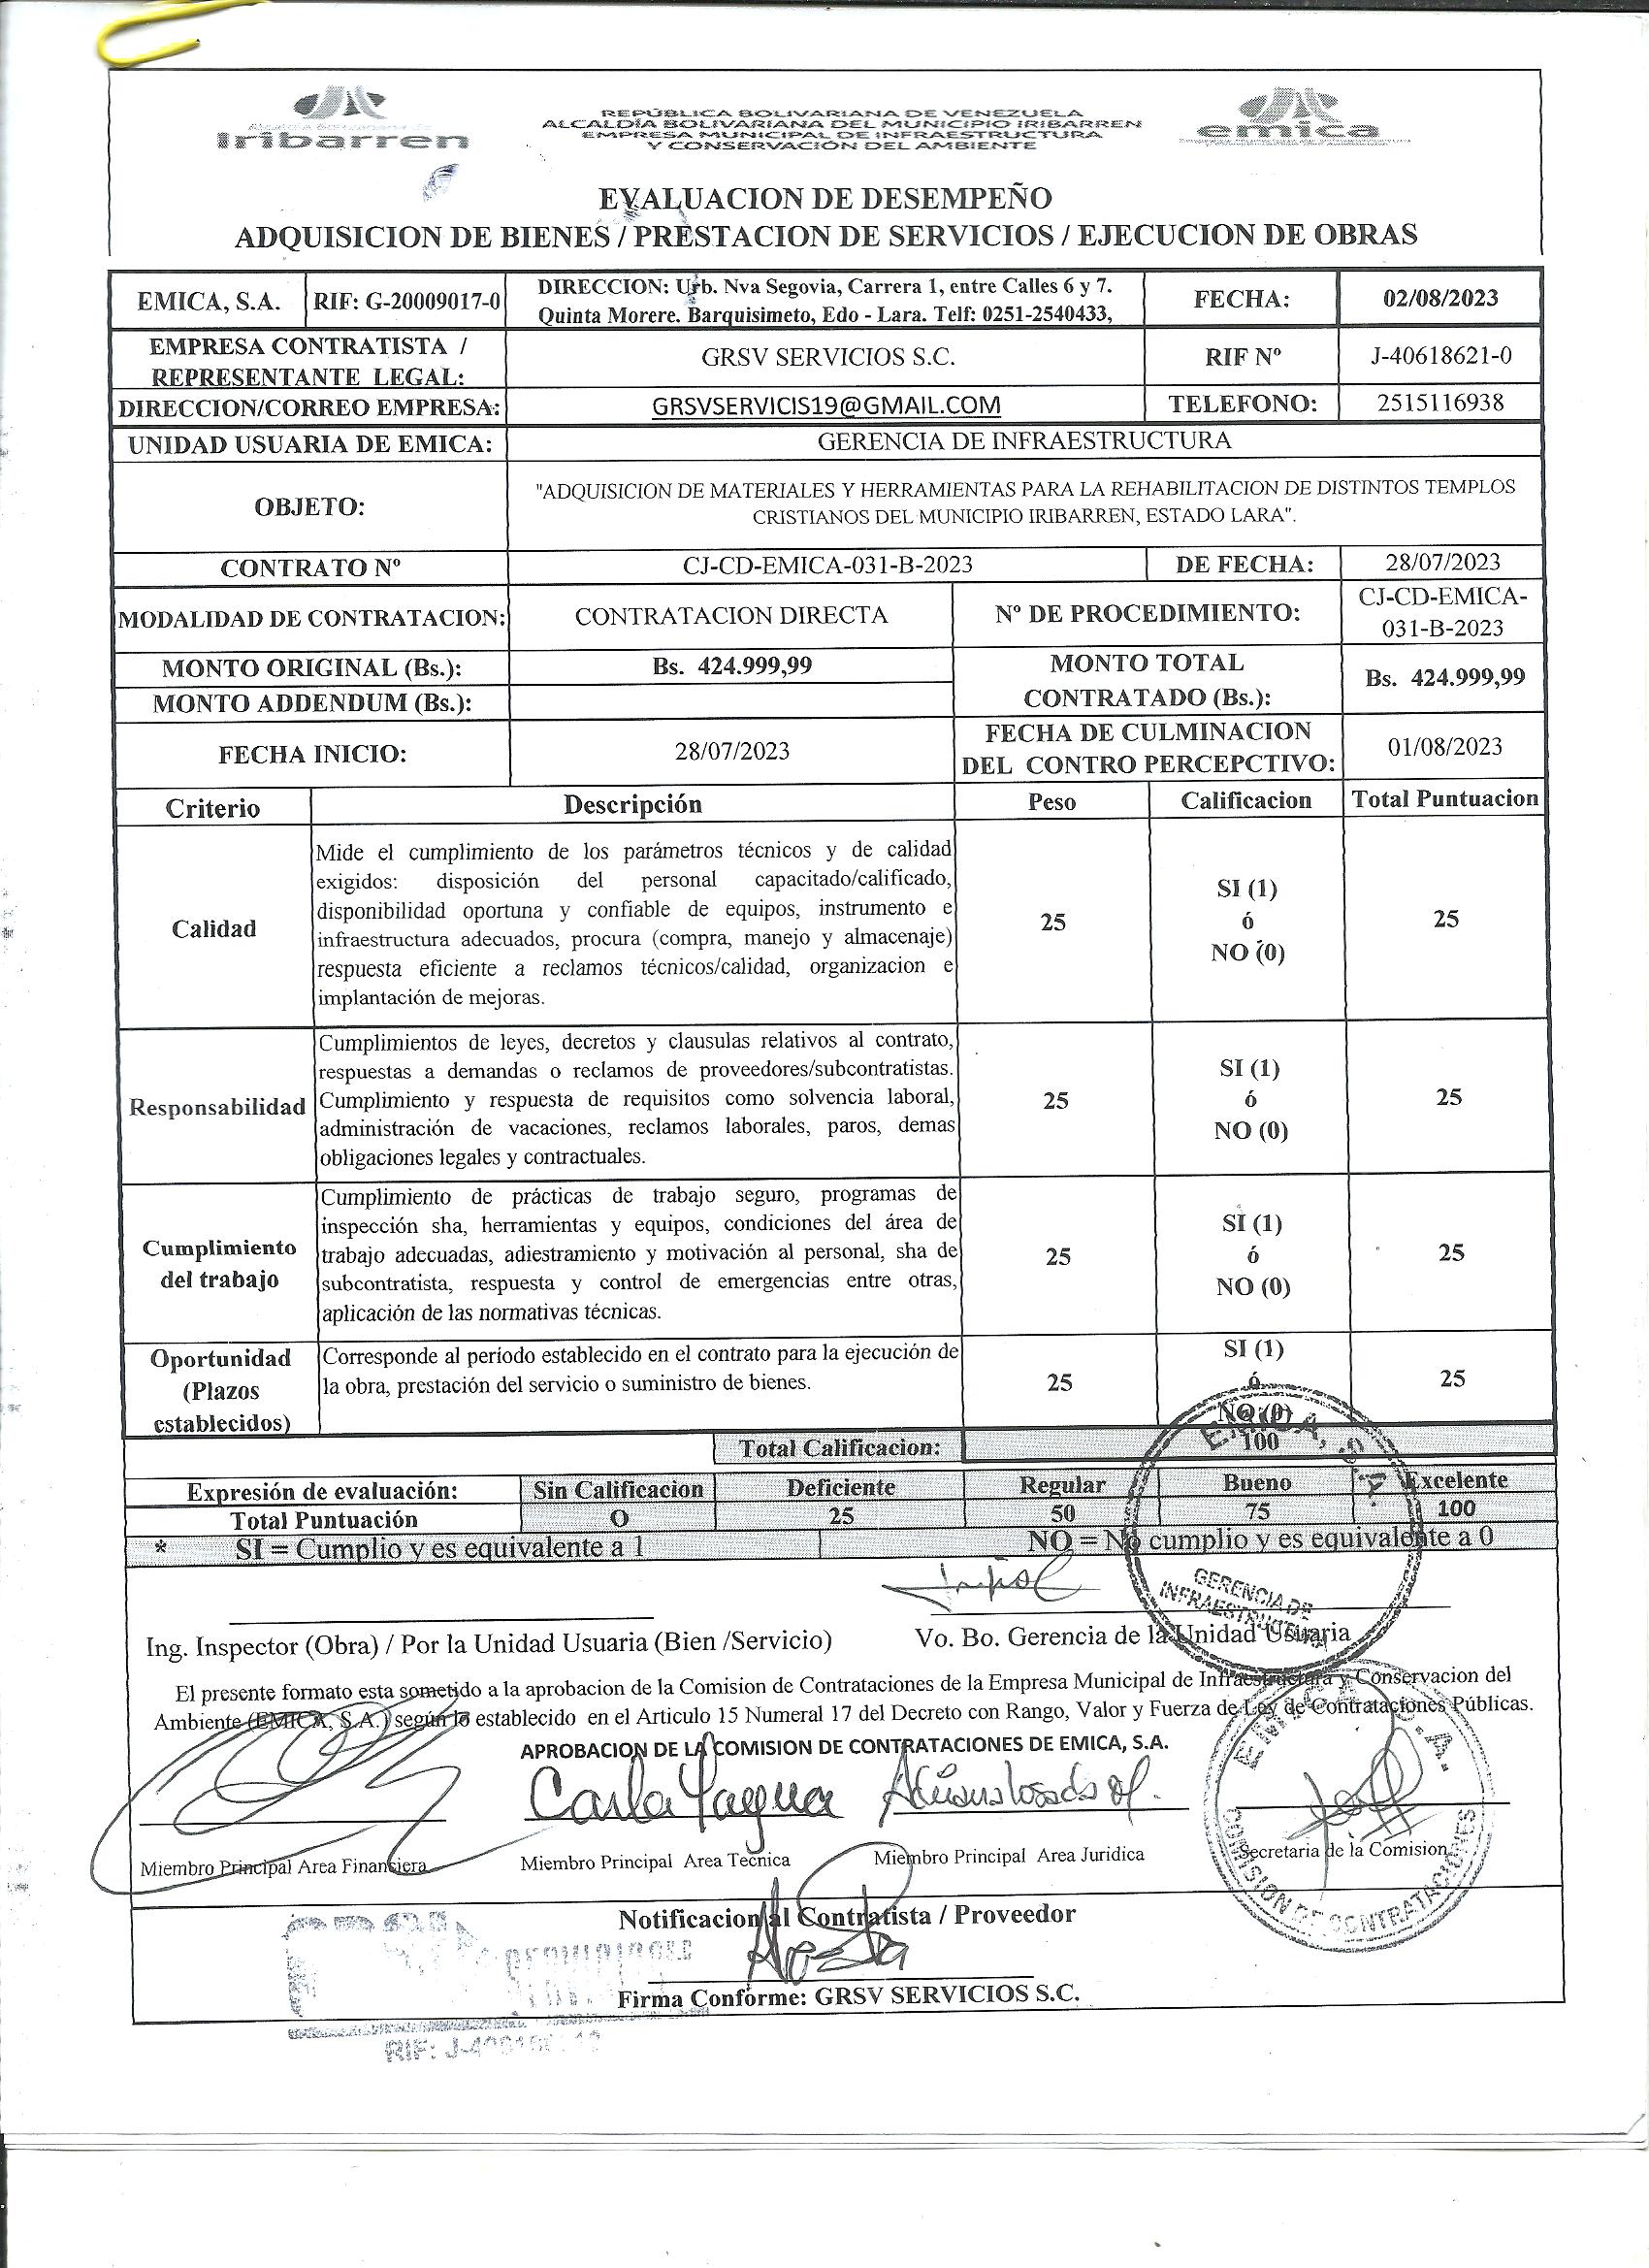 Alcaldía Bolivariana de
Iribarren
REPÚBLICA BOLIVARIANA DE VENEZUELA
ALCALDÍA BOLIVARIANA DEL MUNICIPIO IRIBARREN
EMPRESA MUNICIPAL DE INFRAESTRUCTURA
Y CONSERVACIÓN DEL AMBIENTE
emica
EVALUACION DE DESEMPEÑO
ADQUISICION DE BIENES / PRESTACION DE SERVICIOS / EJECUCION DE OBRAS
EMICA, S.A. RIF: G-20009017-0 DIRECCION: Urb. Nva Segovia, Carrera 1, entre Calles 6 y 7. FECHA: 02/08/2023
Quinta Morere. Barquisimeto, Edo - Lara. Telf: 0251-2540433,
EMPRESA CONTRATISTA / GRSV SERVICIOS S.C. RIF Nº J-40618621-0
REPRESENTANTE LEGAL:
DIRECCION/CORREO EMPRESA: GRSVSERVICIS19@GMAIL.COM TELEFONO: 2515116938
UNIDAD USUARIA DE EMICA: GERENCIA DE INFRAESTRUCTURA
OBJETO: "ADQUISICION DE MATERIALES Y HERRAMIENTAS PARA LA REHABILITACION DE DISTINTOS TEMPLOS
CRISTIANOS DEL MUNICIPIO IRIBARREN, ESTADO LARA".
CONTRATO Nº CJ-CD-EMICA-031-B-2023 DE FECHA: 28/07/2023
MODALIDAD DE CONTRATACION: CONTRATACION DIRECTA Nº DE PROCEDIMIENTO: CJ-CD-EMICA-
031-B-2023
MONTO ORIGINAL (Bs.): Bs. 424.999,99 MONTO TOTAL
CONTRATADO (Bs.): Bs. 424.999,99
MONTO ADDENDUM (Bs.):
FECHA INICIO: 28/07/2023 FECHA DE CULMINACION
DEL CONTRO PERCEPCTIVO: 01/08/2023
Criterio Descripción Peso Calificacion Total Puntuacion
Calidad
Mide el cumplimiento de los parámetros técnicos y de calidad
exigidos: disposición del personal capacitado/calificado,
disponibilidad oportuna y confiable de equipos, instrumento e
infraestructura adecuados, procura (compra, manejo y almacenaje)
respuesta eficiente a reclamos técnicos/calidad, organizacion e
implantación de mejoras.
25
SI (1)
ó
NO (0)
25
Responsabilidad
Cumplimientos de leyes, decretos y clausulas relativos al contrato,
respuestas a demandas o reclamos de proveedores/subcontratistas.
Cumplimiento y respuesta de requisitos como solvencia laboral,
administración de vacaciones, reclamos laborales, paros, demas
obligaciones legales y contractuales.
25
SI (1)
ó
NO (0)
25
Cumplimiento
del trabajo
Cumplimiento de prácticas de trabajo seguro, programas de
inspección sha, herramientas y equipos, condiciones del área de
trabajo adecuadas, adiestramiento y motivación al personal, sha de
subcontratista, respuesta y control de emergencias entre otras,
aplicación de las normativas técnicas.
25
SI (1)
ó
NO (0)
25
Oportunidad
(Plazos
establecidos)
Corresponde al período establecido en el contrato para la ejecución de
la obra, prestación del servicio o suministro de bienes.
25
SI (1)
ó
NO (0)
25
Total Calificacion: 100
Expresión de evaluación: Sin Calificacion Deficiente Regular Bueno Excelente
Total Puntuación O 25 50 75 100
* SI = Cumplio y es equivalente a 1 NO = No cumplio y es equivalente a 0
EMICA, S.A.
GERENCIA DE
INFRAESTRUCTURA
Ing. Inspector (Obra) / Por la Unidad Usuaria (Bien /Servicio) Vo. Bo. Gerencia de la Unidad Usuaria
El presente formato esta sometido a la aprobacion de la Comision de Contrataciones de la Empresa Municipal de Infraestructura y Conservacion del
Ambiente (EMICA, S.A.) según lo establecido en el Articulo 15 Numeral 17 del Decreto con Rango, Valor y Fuerza de Ley de Contrataciones Públicas.
APROBACION DE LA COMISION DE CONTRATACIONES DE EMICA, S.A.
Carla Yagua
EMICA, S.A.
COMISION DE CONTRATACIONES
Miembro Principal Area Financiera Miembro Principal Area Tecnica Miembro Principal Area Juridica Secretaria de la Comision
Notificacion al Contratista / Proveedor
Firma Conforme: GRSV SERVICIOS S.C.